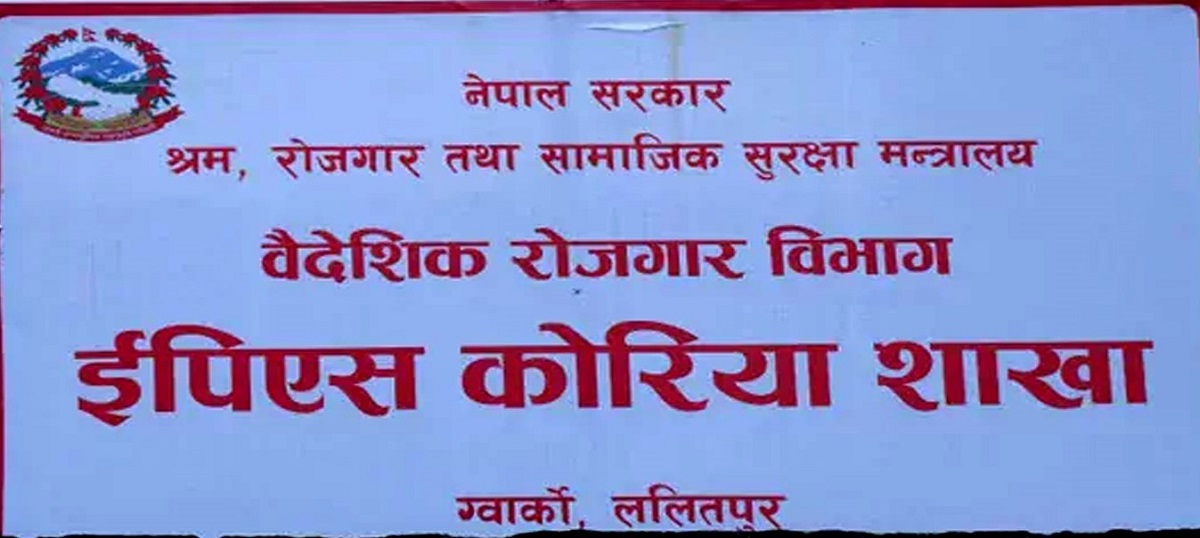 नेपाल सरकार
श्रम, रोजगार तथा सामाजिक सुरक्षा मन्त्रालय
वैदेशिक रोजगार विभाग
ईपिएस कोरिया शाखा
ग्वार्को, ललितपुर